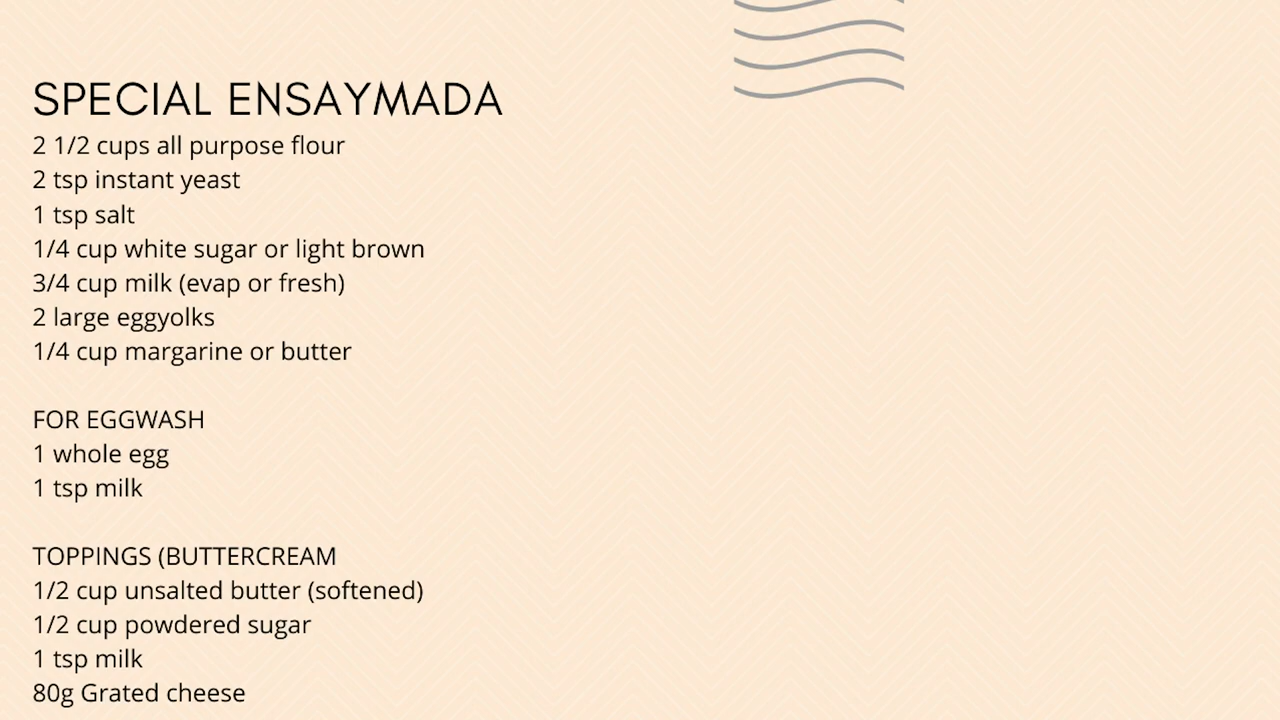 SPECIAL ENSAYMADA
2 1/2 cups all purpose flour
2 tsp instant yeast
1 tsp salt
1/4 cup white sugar or light brown
3/4 cup milk (evap or fresh)
2 large eggyolks
1/4 cup margarine or butter
FOR EGGWASH
1 whole egg
1 tsp milk
TOPPINGS (BUTTERCREAM
1/2 cup unsalted butter (softened)
1/2 cup powdered sugar
1 tsp milk
80g Grated cheese